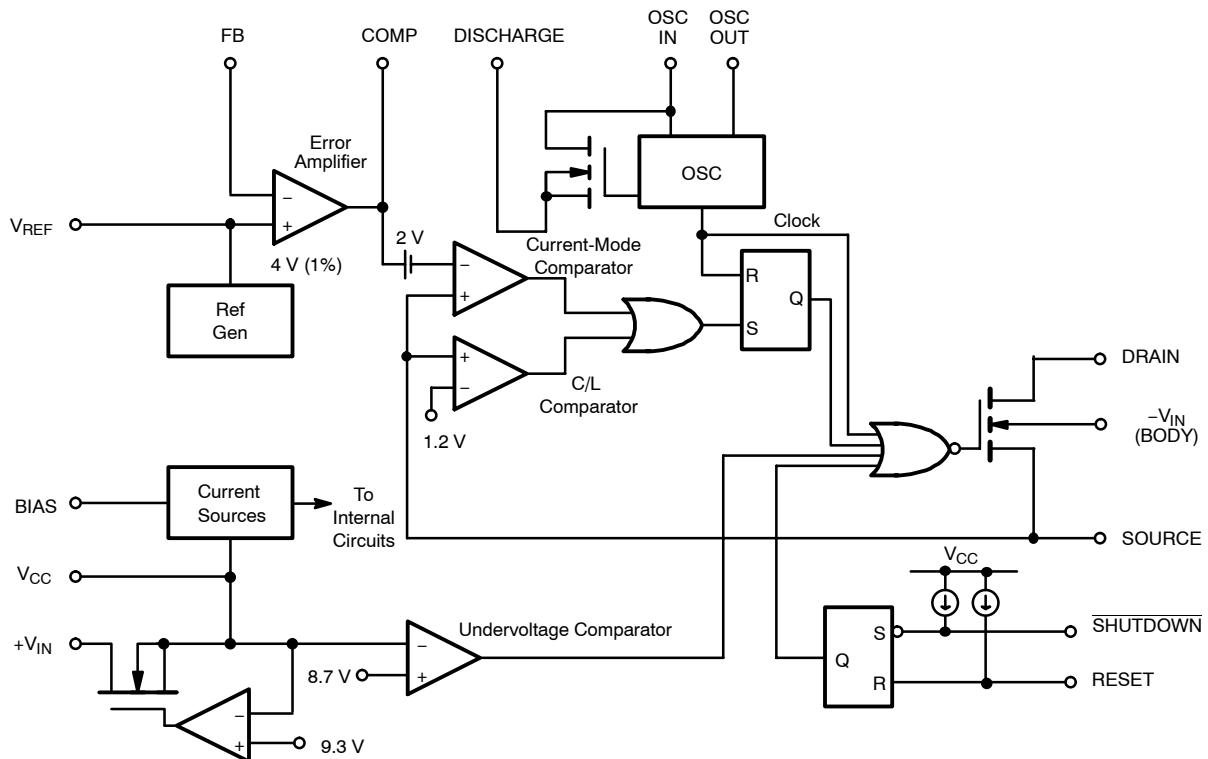 FB
COMP
DISCHARGE
OSC
IN
OSC
OUT
Error
Amplifier
OSC
−
+
VREF
4 V (1%)
2 V
Current-Mode
Comparator
Clock
Ref
Gen
−
+
R
Q
S
+
−
C/L
Comparator
1.2 V
DRAIN
−VIN
(BODY)
BIAS
Current
Sources
To
Internal
Circuits
SOURCE
VCC
VCC
+VIN
Undervoltage Comparator
−
+
8.7 V
Q
S
R
SHUTDOWN
RESET
−
+
9.3 V